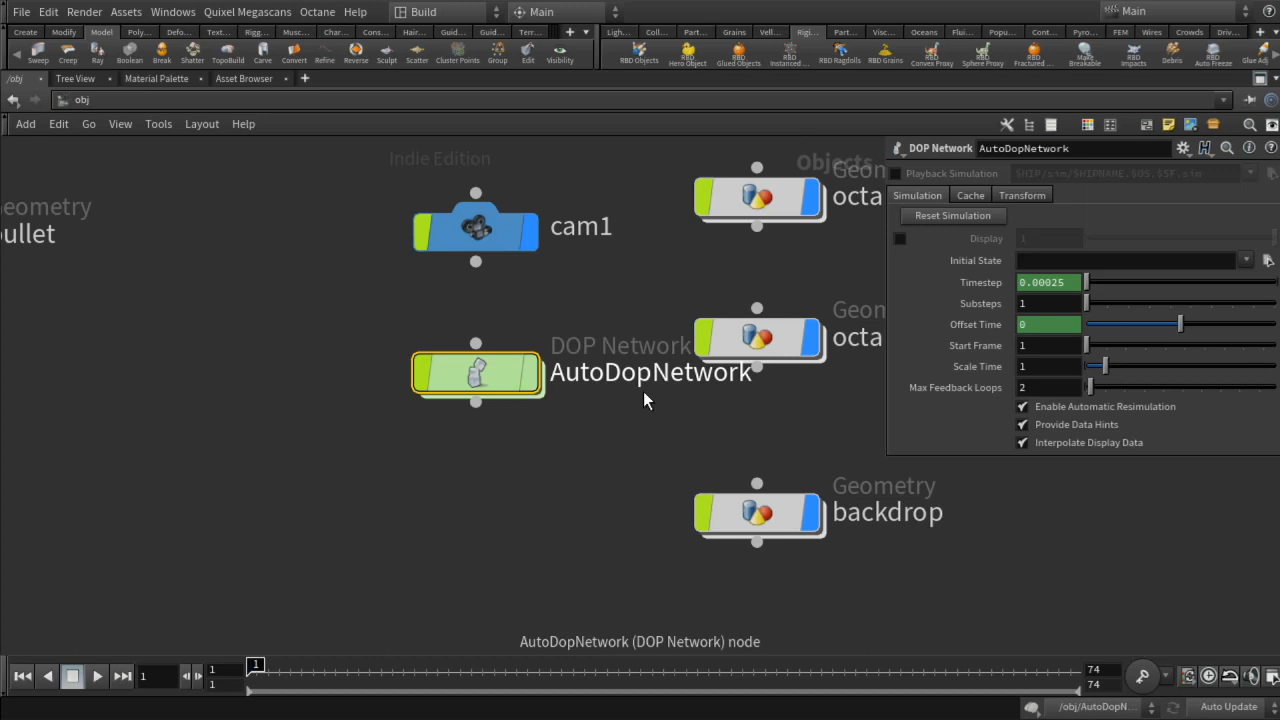 File Edit Render Assets Windows Quixel Megascans Octane Help Build Main Main
Create Modify Model Poly... Defo... Text... Rigg... Musc... Char... Cons... Hair... Guid... Guid... Terr... Ligh... Coll... Part... Grains Vell... Rigi... Part... Visc... Oceans Flui... Popu... Cont... Pyro... FEM Wires Crowds Driv...
Sweep Creep Ray Boolean Break Shatter TopoBuild Carve Convert Refine Reverse Sculpt Scatter Cluster Points Group Edit Visibility RBD Objects RBD Hero Object RBD Glued Objects RBD Instanced ... RBD Ragdolls RBD Grains RBD Convex Proxy RBD Sphere Proxy RBD Fractured ... Make Breakable RBD Impacts Debris RBD Auto Freeze Glue Adj
/obj Tree View Material Palette Asset Browser
obj
Add Edit Go View Tools Layout Help
Indie Edition
Objects
DOP Network AutoDopNetwork
Playback Simulation $HIP/sim/$HIPNAME.$OS.$SF.sim
Simulation Cache Transform
Reset Simulation
Display 1
Initial State
Timestep 0.00025
Substeps 1
Offset Time 0
Start Frame 1
Scale Time 1
Max Feedback Loops 2
Enable Automatic Resimulation
Provide Data Hints
Interpolate Display Data
Geom
octa
eometry
ullet
cam1
Geom
octa
DOP Network
AutoDopNetwork
Geometry
backdrop
AutoDopNetwork (DOP Network) node
1 1 1 1 74 74
/obj/AutoDopN... Auto Update